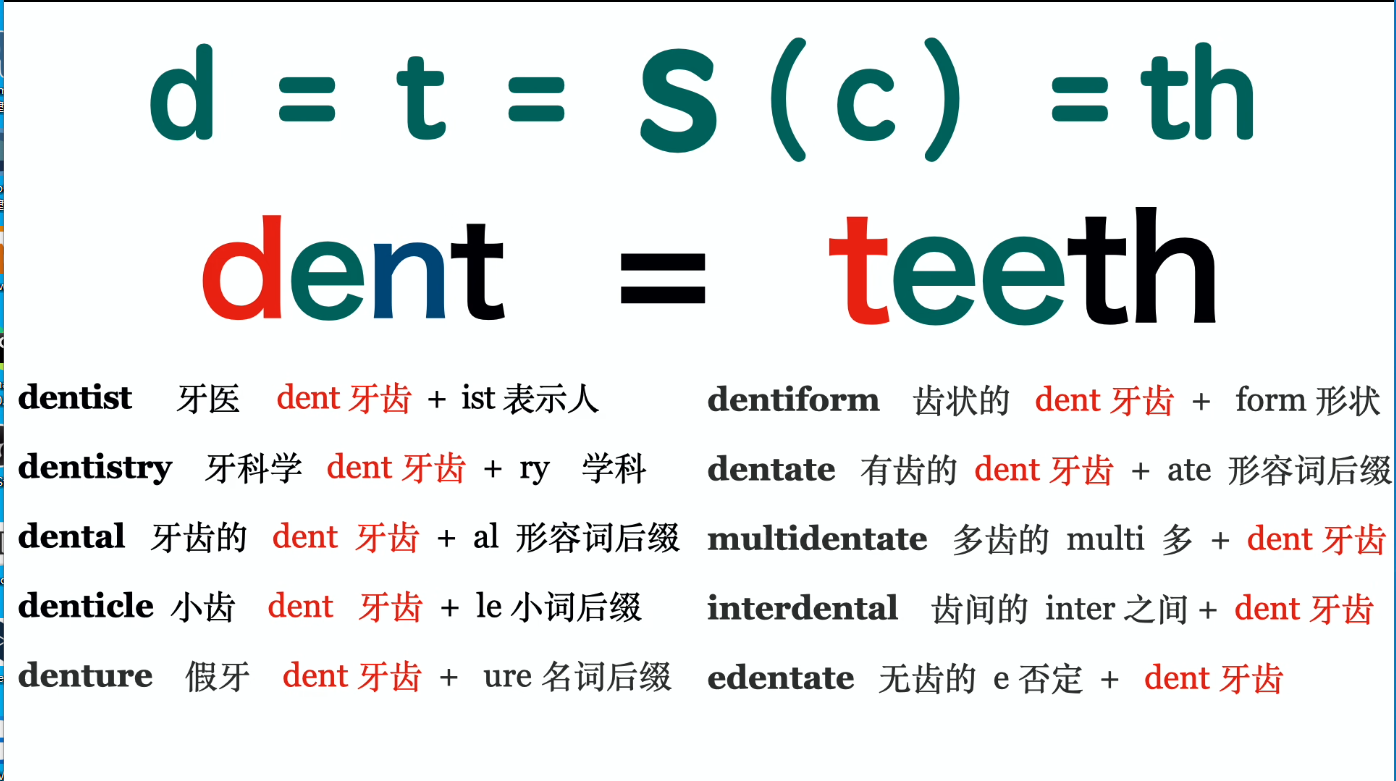 d = t = S (c) = th
dent = teeth
dentist 牙医 dent 牙齿 + ist 表示人
dentistry 牙科学 dent 牙齿 + ry 学科
dental 牙齿的 dent 牙齿 + al 形容词后缀
denticle 小齿 dent 牙齿 + le 小词后缀
denture 假牙 dent 牙齿 + ure 名词后缀
dentiform 齿状的 dent 牙齿 + form 形状
dentate 有齿的 dent 牙齿 + ate 形容词后缀
multidentate 多齿的 multi 多 + dent 牙齿
interdental 齿间的 inter 之间 + dent 牙齿
edentate 无齿的 e 否定 + dent 牙齿